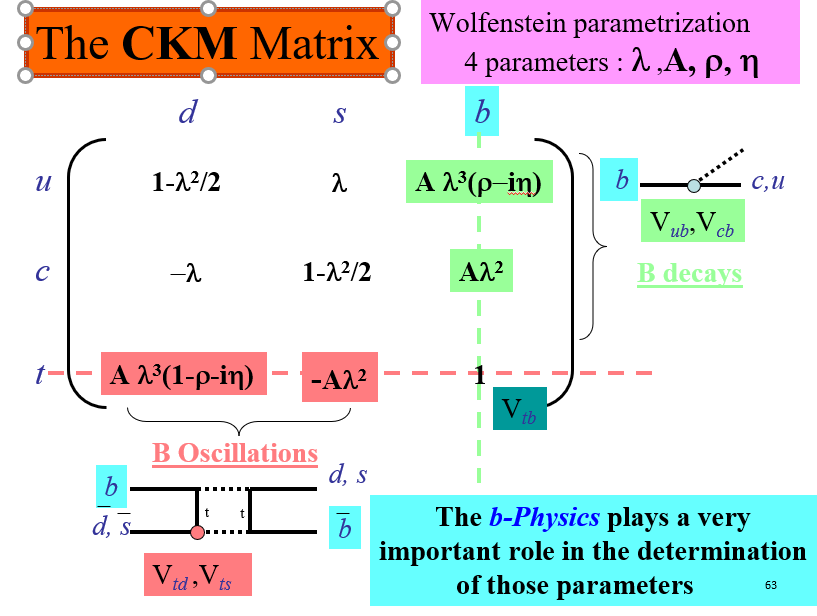 The CKM Matrix
Wolfenstein parametrization
4 parameters : λ ,A, ρ, η
d s b
u 1-λ²/2 λ A λ³(ρ–iη)
c –λ 1-λ²/2 Aλ²
t A λ³(1-ρ-iη) -Aλ² 1
V_tb
b c,u
V_ub,V_cb
B decays
B Oscillations
b d, s
t t
d̅, s̅ b̅
V_td ,V_ts
The b-Physics plays a very
important role in the determination
of those parameters
63